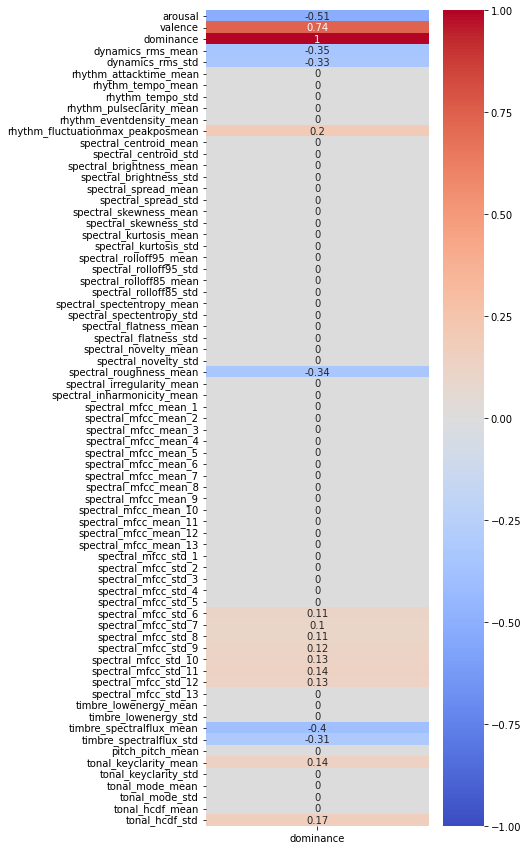 arousal -0.51
valence 0.74
dominance 1
dynamics_rms_mean -0.35
dynamics_rms_std -0.33
rhythm_attacktime_mean 0
rhythm_tempo_mean 0
rhythm_tempo_std 0
rhythm_pulseclarity_mean 0
rhythm_eventdensity_mean 0
rhythm_fluctuationmax_peakposmean 0.2
spectral_centroid_mean 0
spectral_centroid_std 0
spectral_brightness_mean 0
spectral_brightness_std 0
spectral_spread_mean 0
spectral_spread_std 0
spectral_skewness_mean 0
spectral_skewness_std 0
spectral_kurtosis_mean 0
spectral_kurtosis_std 0
spectral_rolloff95_mean 0
spectral_rolloff95_std 0
spectral_rolloff85_mean 0
spectral_rolloff85_std 0
spectral_spectentropy_mean 0
spectral_spectentropy_std 0
spectral_flatness_mean 0
spectral_flatness_std 0
spectral_novelty_mean 0
spectral_novelty_std 0
spectral_roughness_mean -0.34
spectral_irregularity_mean 0
spectral_inharmonicity_mean 0
spectral_mfcc_mean_1 0
spectral_mfcc_mean_2 0
spectral_mfcc_mean_3 0
spectral_mfcc_mean_4 0
spectral_mfcc_mean_5 0
spectral_mfcc_mean_6 0
spectral_mfcc_mean_7 0
spectral_mfcc_mean_8 0
spectral_mfcc_mean_9 0
spectral_mfcc_mean_10 0
spectral_mfcc_mean_11 0
spectral_mfcc_mean_12 0
spectral_mfcc_mean_13 0
spectral_mfcc_std_1 0
spectral_mfcc_std_2 0
spectral_mfcc_std_3 0
spectral_mfcc_std_4 0
spectral_mfcc_std_5 0
spectral_mfcc_std_6 0.11
spectral_mfcc_std_7 0.1
spectral_mfcc_std_8 0.11
spectral_mfcc_std_9 0.12
spectral_mfcc_std_10 0.13
spectral_mfcc_std_11 0.14
spectral_mfcc_std_12 0.13
spectral_mfcc_std_13 0
timbre_lowenergy_mean 0
timbre_lowenergy_std 0
timbre_spectralflux_mean -0.4
timbre_spectralflux_std -0.31
pitch_pitch_mean 0
tonal_keyclarity_mean 0.14
tonal_keyclarity_std 0
tonal_mode_mean 0
tonal_mode_std 0
tonal_hcdf_mean 0
tonal_hcdf_std 0.17
dominance
1.00
0.75
0.50
0.25
0.00
−0.25
−0.50
−0.75
−1.00